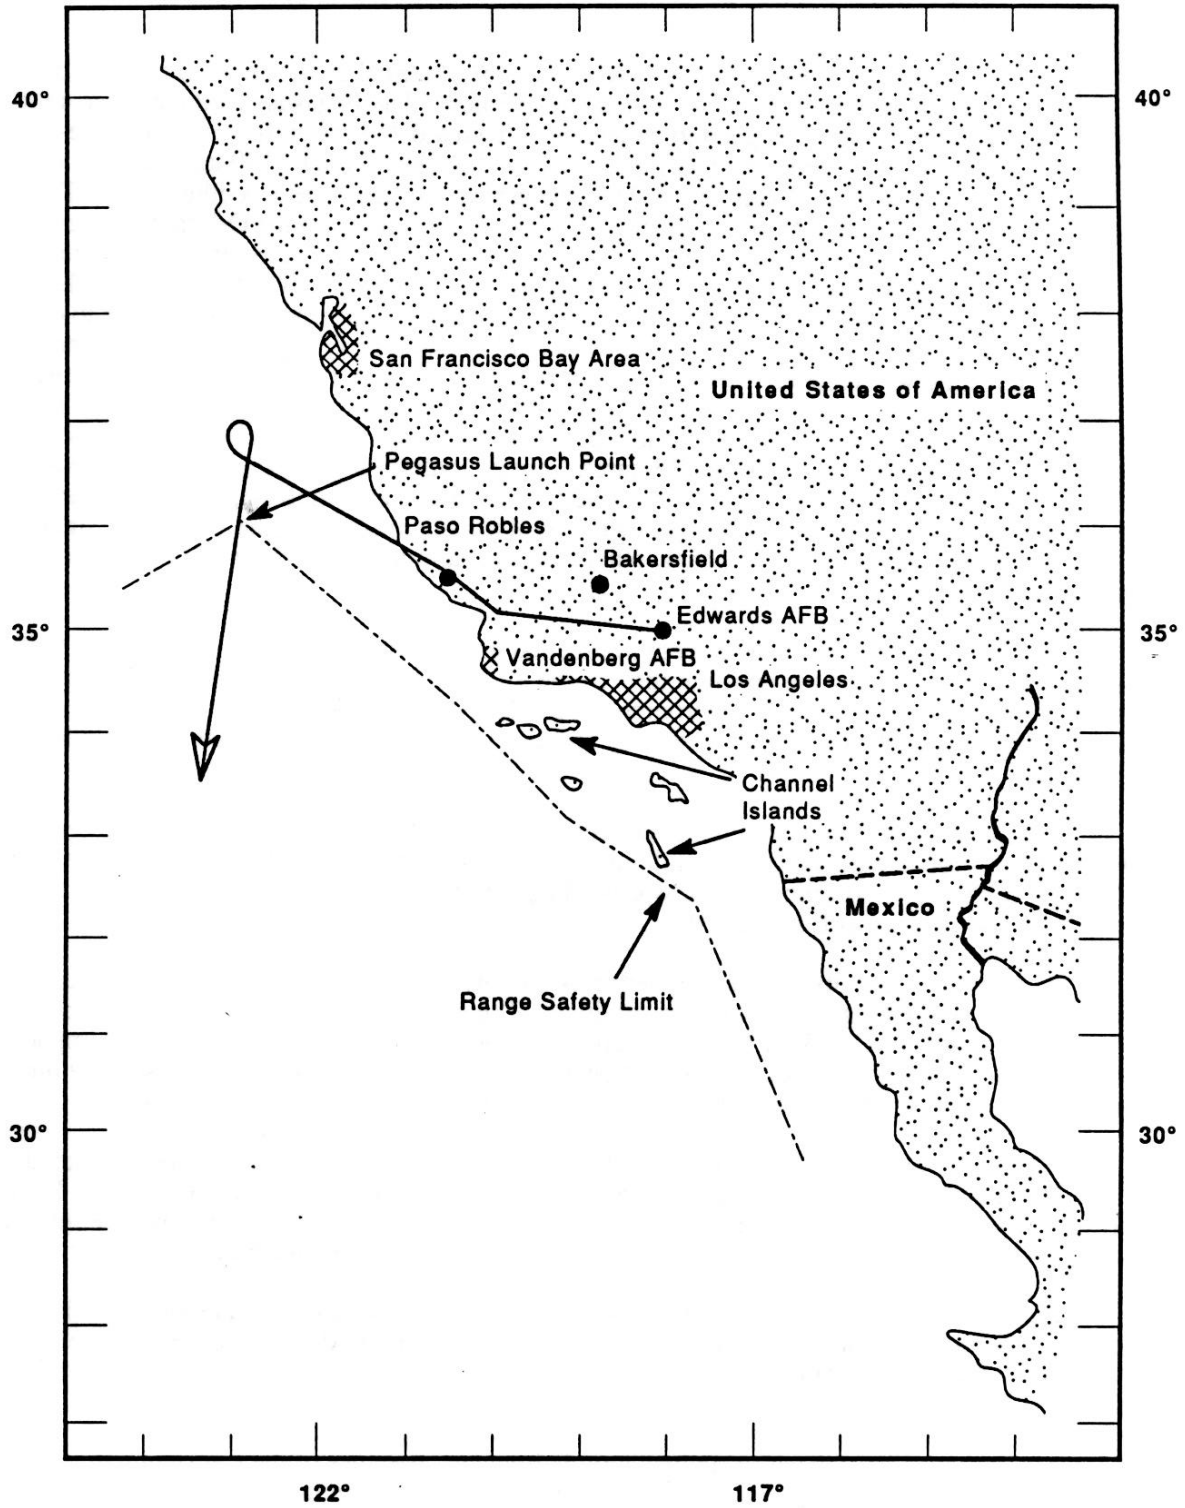 40°
40°
San Francisco Bay Area
United States of America
Pegasus Launch Point
Paso Robles
Bakersfield
Edwards AFB
35°
35°
Vandenberg AFB
Los Angeles
Channel
Islands
Mexico
Range Safety Limit
30°
30°
122°
117°